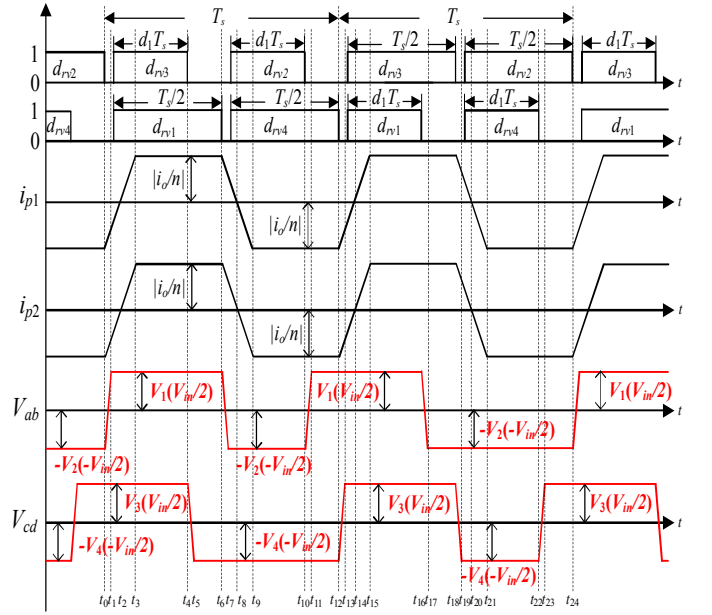 T_s T_s
1 d_1T_s d_1T_s T_s/2 T_s/2 d_1T_s
d_rv2 d_rv3 d_rv2 d_rv3 d_rv2 d_rv3
0 t
1 T_s/2 T_s/2 d_1T_s d_1T_s
d_rv4 d_rv1 d_rv4 d_rv1 d_rv4 d_rv1
0 t
|i_o/n|
i_p1 t
|i_o/n|
|i_o/n|
i_p2 t
|i_o/n|
V_1(V_in/2) V_1(V_in/2) V_1(V_in/2)
V_ab t
-V_2(-V_in/2) -V_2(-V_in/2) -V_2(-V_in/2)
V_3(V_in/2) V_3(V_in/2) V_3(V_in/2)
V_cd t
-V_4(-V_in/2) -V_4(-V_in/2) -V_4(-V_in/2)
t_0 t_1 t_2 t_3 t_4 t_5 t_6 t_7 t_8 t_9 t_10 t_11 t_12 t_13 t_14 t_15 t_16 t_17 t_18 t_19 t_20 t_21 t_22 t_23 t_24